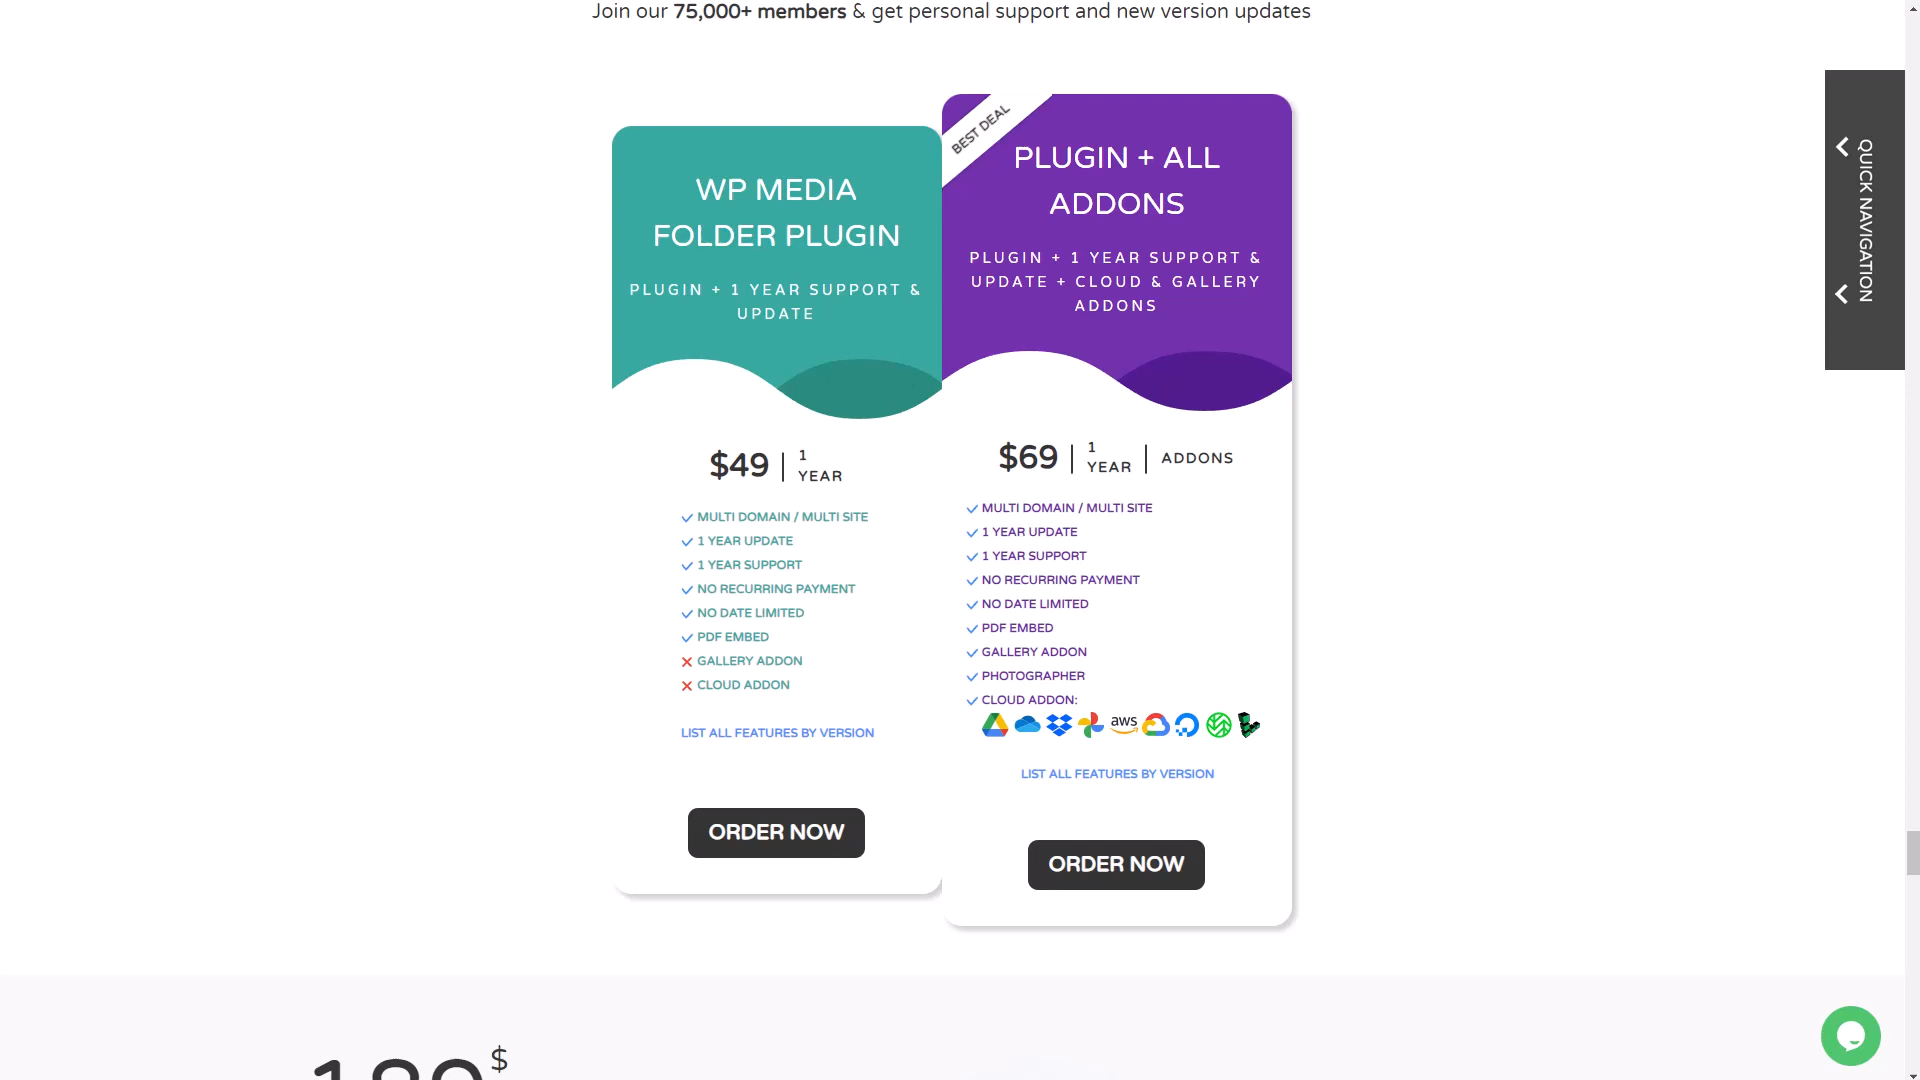 Join our 75,000+ members & get personal support and new version updates
WP MEDIA
FOLDER PLUGIN
PLUGIN + 1 YEAR SUPPORT &
UPDATE
$49
1
YEAR
MULTI DOMAIN / MULTI SITE
1 YEAR UPDATE
1 YEAR SUPPORT
NO RECURRING PAYMENT
NO DATE LIMITED
PDF EMBED
GALLERY ADDON
CLOUD ADDON
LIST ALL FEATURES BY VERSION
ORDER NOW
BEST DEAL
PLUGIN + ALL
ADDONS
PLUGIN + 1 YEAR SUPPORT &
UPDATE + CLOUD & GALLERY
ADDONS
$69
1
YEAR
ADDONS
MULTI DOMAIN / MULTI SITE
1 YEAR UPDATE
1 YEAR SUPPORT
NO RECURRING PAYMENT
NO DATE LIMITED
PDF EMBED
GALLERY ADDON
PHOTOGRAPHER
CLOUD ADDON:
aws
LIST ALL FEATURES BY VERSION
ORDER NOW
QUICK NAVIGATION
$